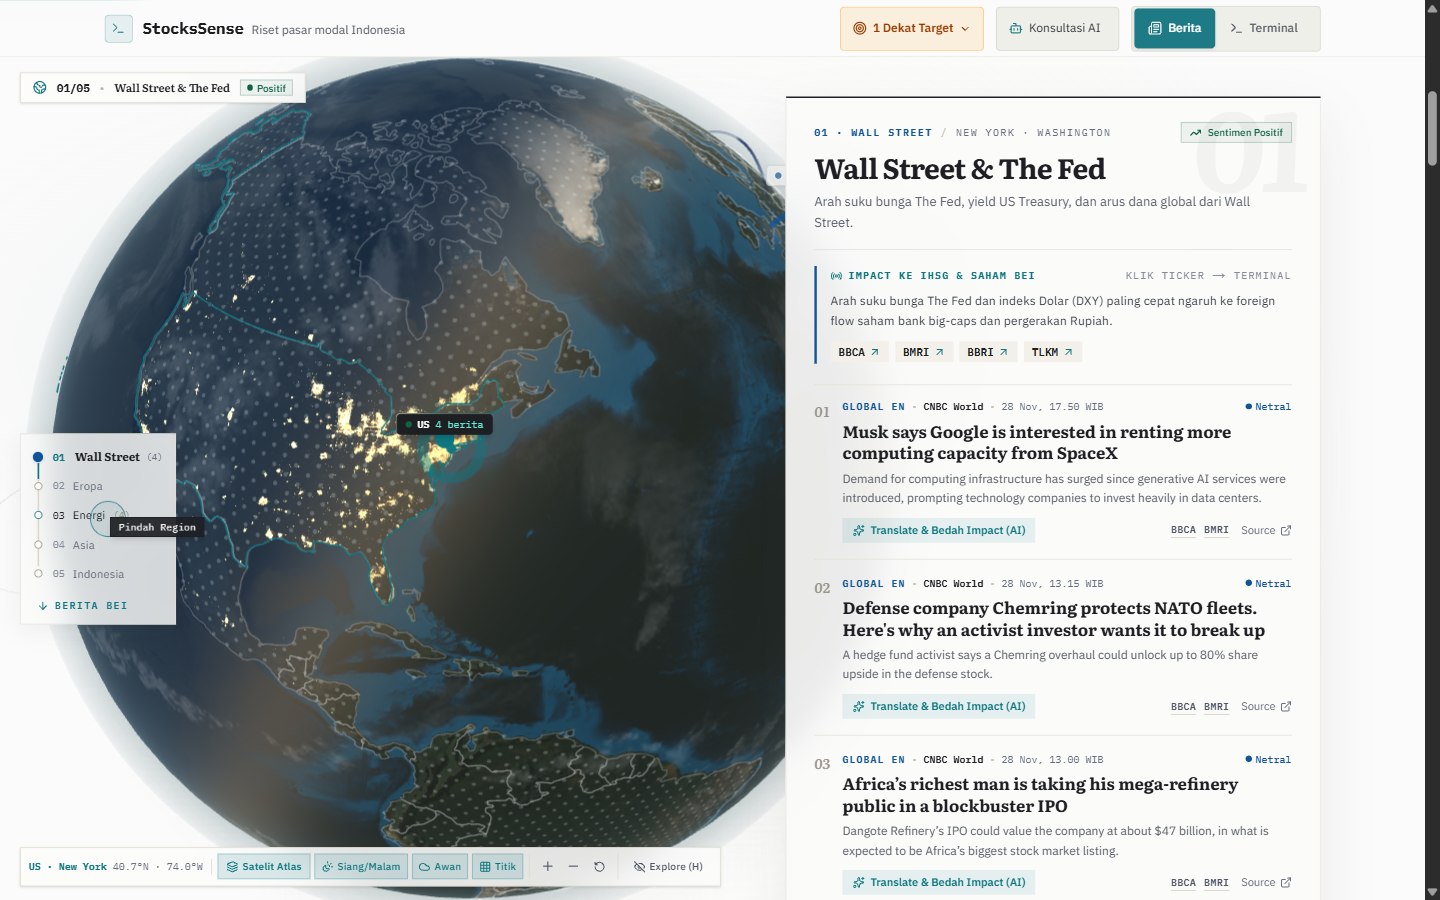 StocksSense Riset pasar modal Indonesia
1 Dekat Target
Konsultasi AI
Berita
Terminal
01/05 · Wall Street & The Fed Positif
01
01 · WALL STREET / NEW YORK · WASHINGTON
Sentimen Positif
Wall Street & The Fed
Arah suku bunga The Fed, yield US Treasury, dan arus dana global dari Wall
Street.
IMPACT KE IHSG & SAHAM BEI
KLIK TICKER → TERMINAL
Arah suku bunga The Fed dan indeks Dolar (DXY) paling cepat ngaruh ke foreign
flow saham bank big-caps dan pergerakan Rupiah.
BBCA BMRI BBRI TLKM
01 GLOBAL EN · CNBC World · 28 Nov, 17.50 WIB Netral
Musk says Google is interested in renting more
computing capacity from SpaceX
Demand for computing infrastructure has surged since generative AI services were
introduced, prompting technology companies to invest heavily in data centers.
Translate & Bedah Impact (AI) BBCA BMRI Source
02 GLOBAL EN · CNBC World · 28 Nov, 13.15 WIB Netral
Defense company Chemring protects NATO fleets.
Here's why an activist investor wants it to break up
A hedge fund activist says a Chemring overhaul could unlock up to 80% share
upside in the defense stock.
Translate & Bedah Impact (AI) BBCA BMRI Source
03 GLOBAL EN · CNBC World · 28 Nov, 13.00 WIB Netral
Africa’s richest man is taking his mega-refinery
public in a blockbuster IPO
Dangote Refinery’s IPO could value the company at about $47 billion, in what is
expected to be Africa’s biggest stock market listing.
Translate & Bedah Impact (AI) BBCA BMRI Source
US 4 berita
01 Wall Street (4)
02 Eropa
03 Energi
Pindah Region
04 Asia
05 Indonesia
↓ BERITA BEI
US · New York 40.7°N · 74.0°W
Satelit Atlas
Siang/Malam
Awan
Titik
Explore (H)